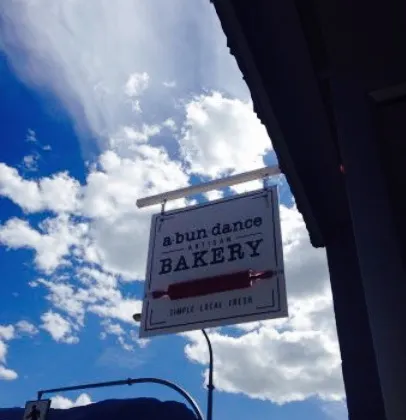 a·bun dance
ARTISAN
BAKERY
SIMPLE·LOCAL·FRESH